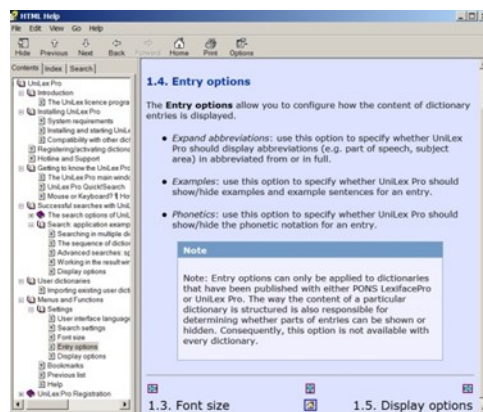 HTML Help
File Edit View Go Help
Hide Previous Next Back Forward Home Print Options
Contents Index Search
UniLex Pro
Introduction
The UniLex licence progra
Installing UniLex Pro
System requirements
Installing and starting UniLe
Compatibility with other dict
Registering/activating dictiona
Hotline and Support
Getting to know the UniLex Pro
The UniLex Pro main windo
UniLex Pro QuickSearch
Mouse or Keyboard? ¶ Ho
Successful searches with UniL
The search options of UniL
Search: application examp
Searching in multiple di
The sequence of diction
Advanced searches: sp
Working in the result wir
Display options
User dictionaries
Importing existing user dicti
Menus and Functions
Settings
User interface language
Search settings
Font size
Entry options
Display options
Bookmarks
Previous list
Help
UniLex Pro Registration
1.4. Entry options
The Entry options allow you to configure how the content of dictionary
entries is displayed.
Expand abbreviations: use this option to specify whether UniLex
Pro should display abbreviations (e.g. part of speech, subject
area) in abbreviated from or in full.
Examples: use this option to specify whether UniLex Pro should
show/hide examples and example sentences for an entry.
Phonetics: use this option to specify whether UniLex Pro should
show/hide the phonetic notation for an entry.
Note
Note: Entry options can only be applied to dictionaries
that have been published with either PONS LexifacePro
or UniLex Pro. The way the content of a particular
dictionary is structured is also responsible for
determining whether parts of entries can be shown or
hidden. Consequently, this option is not available with
every dictionary.
1.3. Font size 1.5. Display options